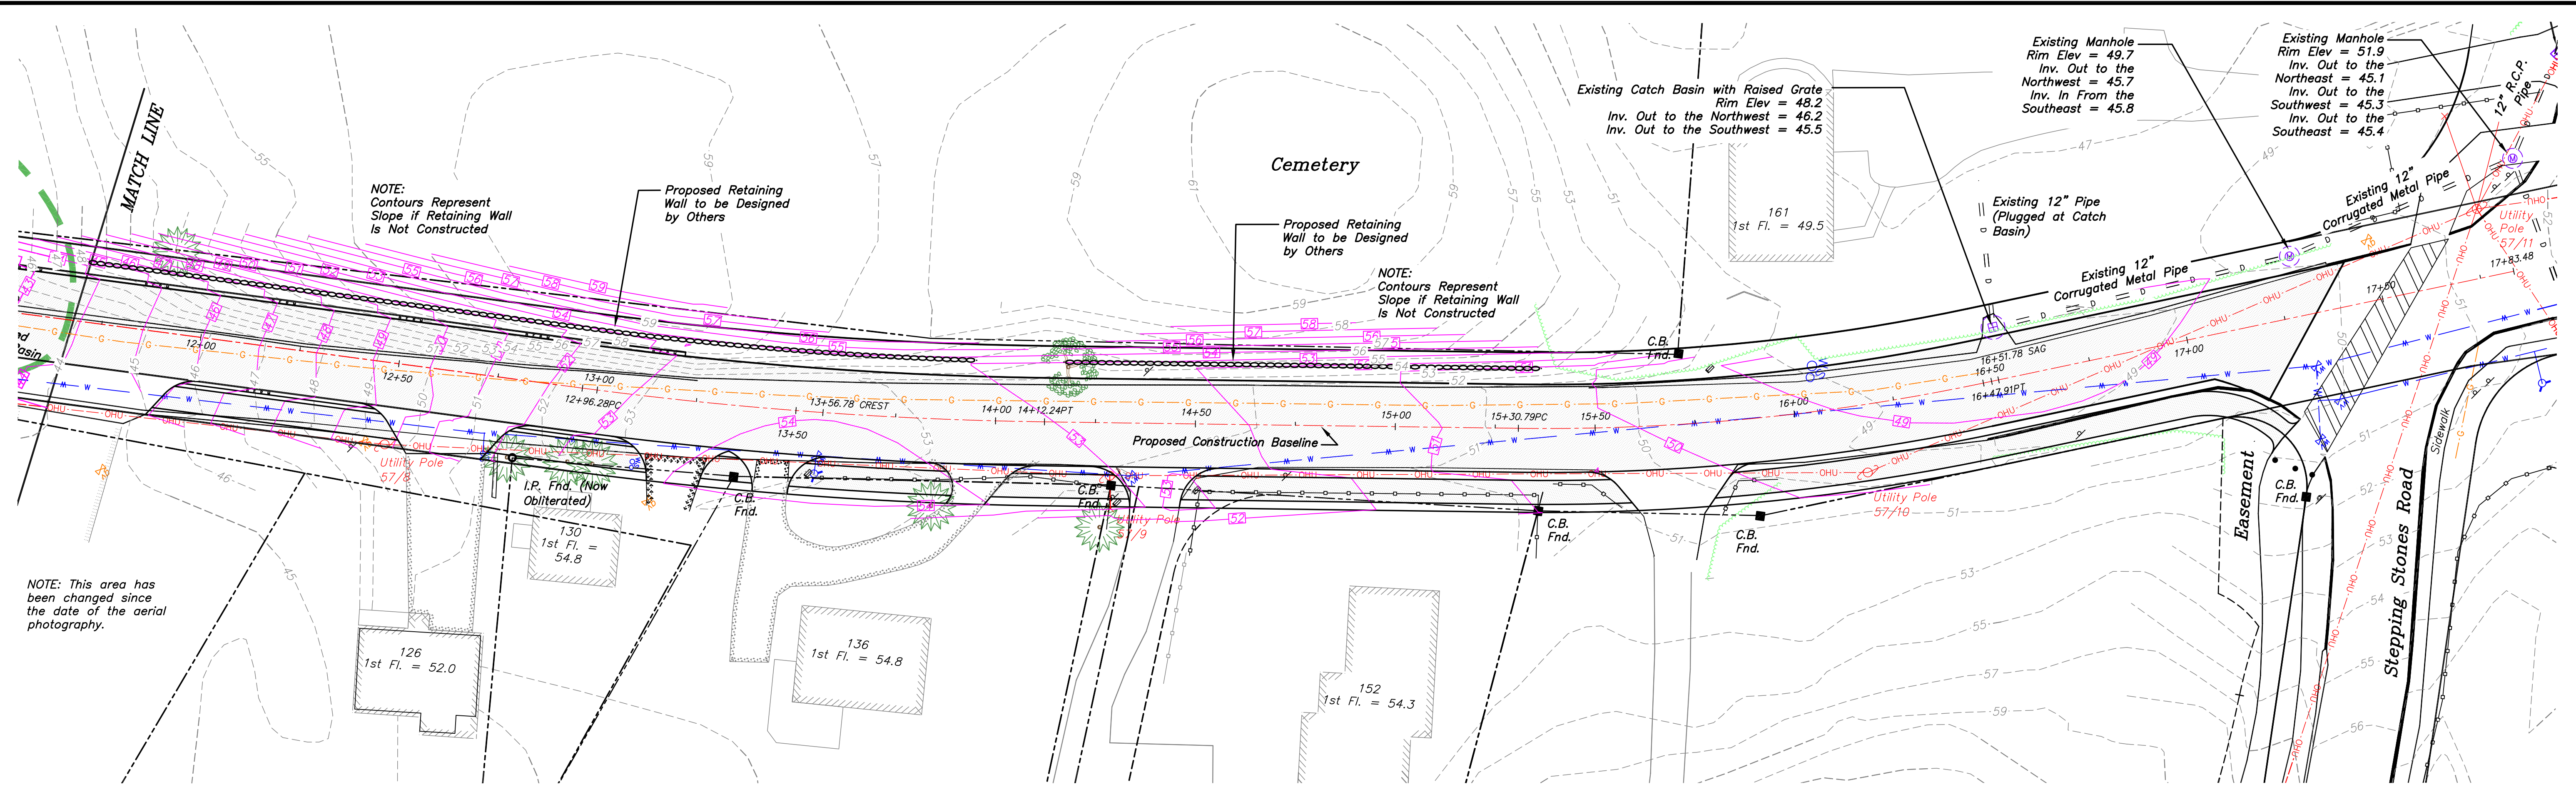 MATCH LINE
NOTE:
Contours Represent
Slope if Retaining Wall
Is Not Constructed
Proposed Retaining
Wall to be Designed
by Others
Cemetery
Proposed Retaining
Wall to be Designed
by Others
NOTE:
Contours Represent
Slope if Retaining Wall
Is Not Constructed
Existing Catch Basin with Raised Grate
Rim Elev = 48.2
Inv. Out to the Northwest = 46.2
Inv. Out to the Southwest = 45.5
161
1st Fl. = 49.5
Existing Manhole
Rim Elev = 49.7
Inv. Out to the
Northwest = 45.7
Inv. In From the
Southeast = 45.8
Existing Manhole
Rim Elev = 51.9
Inv. Out to the
Northeast = 45.1
Inv. Out to the
Southwest = 45.3
Inv. Out to the
Southeast = 45.4
12" R.C.P.
Pipe
Existing 12" Pipe
(Plugged at Catch
Basin)
Existing 12"
Corrugated Metal Pipe
Existing 12"
Corrugated Metal Pipe
Utility
Pole
57/11
17+83.48
17+50
17+00
16+51.78 SAG
16+50
16+47.91PT
16+00
15+50
15+30.79PC
15+00
14+50
14+12.24PT
14+00
13+56.78 CREST
13+50
13+00
12+96.28PC
12+50
12+00
Basin
Proposed Construction Baseline
C.B.
Fnd.
Utility Pole
I.P. Fnd. (Now
Obliterated)
C.B.
Fnd.
C.B.
Fnd.
Utility Pole
57/9
C.B.
Fnd.
C.B.
Fnd.
Utility Pole
57/10
C.B.
Fnd.
Easement
Sidewalk
Stepping Stones Road
130
1st Fl. =
54.8
126
1st Fl. = 52.0
136
1st Fl. = 54.8
152
1st Fl. = 54.3
NOTE: This area has
been changed since
the date of the aerial
photography.